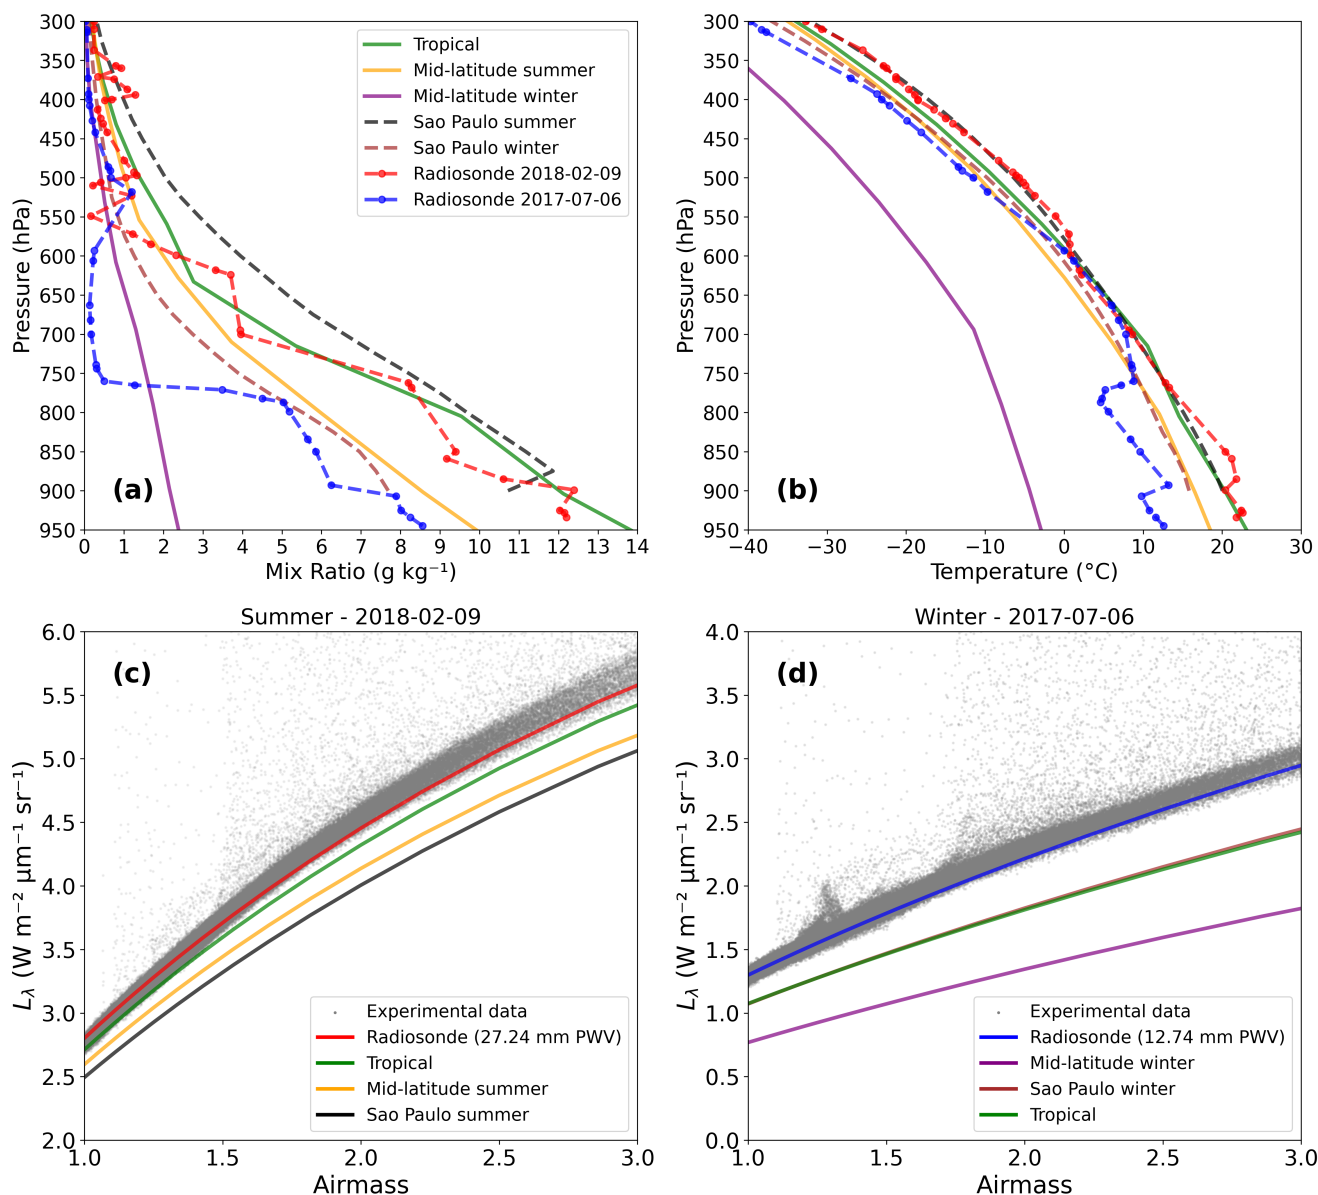 300
350
400
450
500
550
600
650
700
750
800
850
900
950
Pressure (hPa)
Tropical
Mid-latitude summer
Mid-latitude winter
Sao Paulo summer
Sao Paulo winter
Radiosonde 2018-02-09
Radiosonde 2017-07-06
(a)
0 1 2 3 4 5 6 7 8 9 10 11 12 13 14
Mix Ratio (g kg⁻¹)
300
350
400
450
500
550
600
650
700
750
800
850
900
950
Pressure (hPa)
(b)
−40 −30 −20 −10 0 10 20 30
Temperature (°C)
Summer - 2018-02-09
6.0
5.5
5.0
4.5
4.0
3.5
3.0
2.5
2.0
Lλ (W m⁻² µm⁻¹ sr⁻¹)
(c)
Experimental data
Radiosonde (27.24 mm PWV)
Tropical
Mid-latitude summer
Sao Paulo summer
1.0 1.5 2.0 2.5 3.0
Airmass
Winter - 2017-07-06
4.0
3.5
3.0
2.5
2.0
1.5
1.0
0.5
0.0
Lλ (W m⁻² µm⁻¹ sr⁻¹)
(d)
Experimental data
Radiosonde (12.74 mm PWV)
Mid-latitude winter
Sao Paulo winter
Tropical
1.0 1.5 2.0 2.5 3.0
Airmass